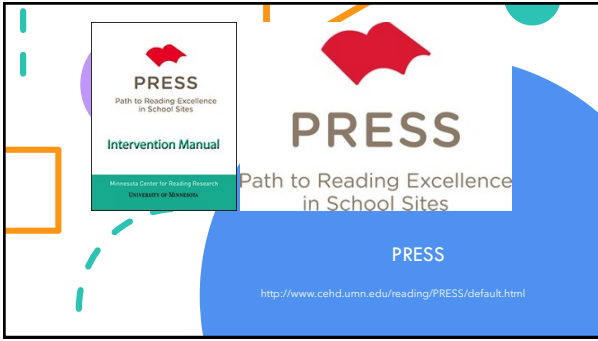 PRESS
Path to Reading Excellence
in School Sites
Intervention Manual
Minnesota Center for Reading Research
UNIVERSITY OF MINNESOTA
PRESS
Path to Reading Excellence
in School Sites
PRESS
http://www.cehd.umn.edu/reading/PRESS/default.html